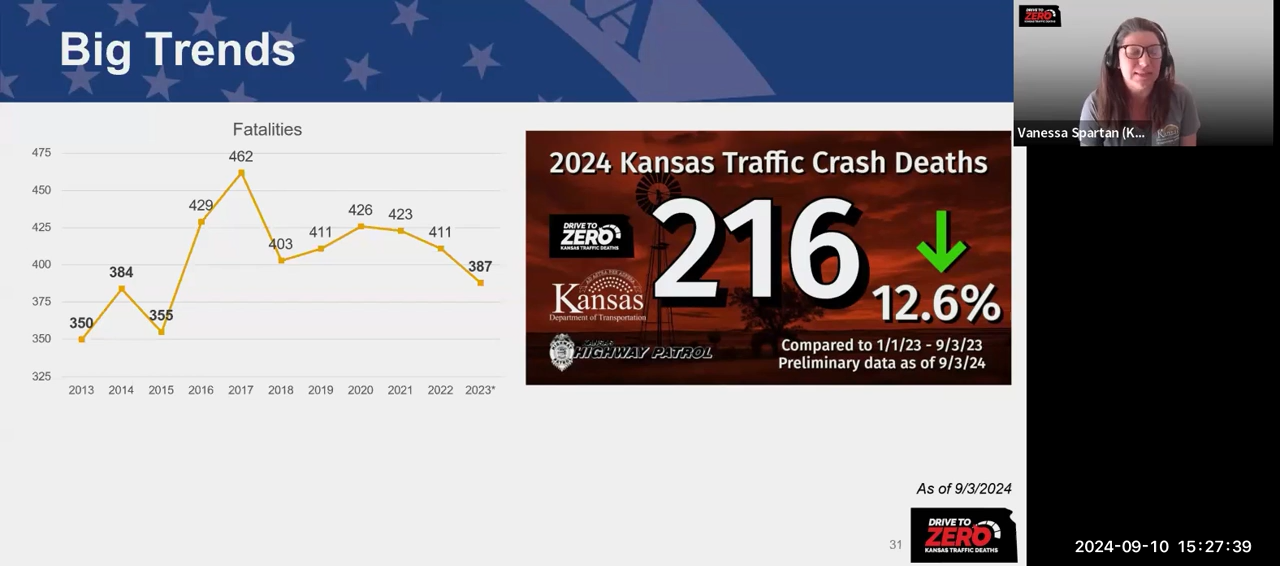 Big Trends
Fatalities
475
450
425
400
375
350
325
350
384
355
429
462
403
411
426
423
411
387
2013 2014 2015 2016 2017 2018 2019 2020 2021 2022 2023*
2024 Kansas Traffic Crash Deaths
216
12.6%
DRIVE TO
ZERO
KANSAS TRAFFIC DEATHS
Kansas
Department of Transportation
KANSAS
HIGHWAY PATROL
Compared to 1/1/23 - 9/3/23
Preliminary data as of 9/3/24
As of 9/3/2024
31
DRIVE TO
ZERO
KANSAS TRAFFIC DEATHS
DRIVE TO
ZERO
KANSAS TRAFFIC DEATHS
Vanessa Spartan (K...
2024-09-10 15:27:39